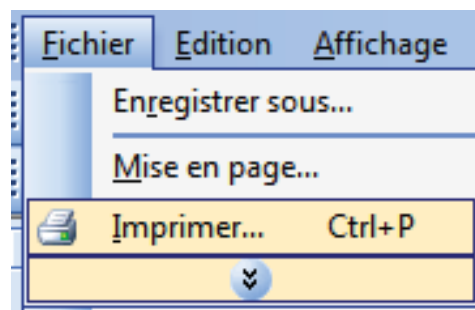 Fichier Edition Affichage
Enregistrer sous...
Mise en page...
Imprimer... Ctrl+P